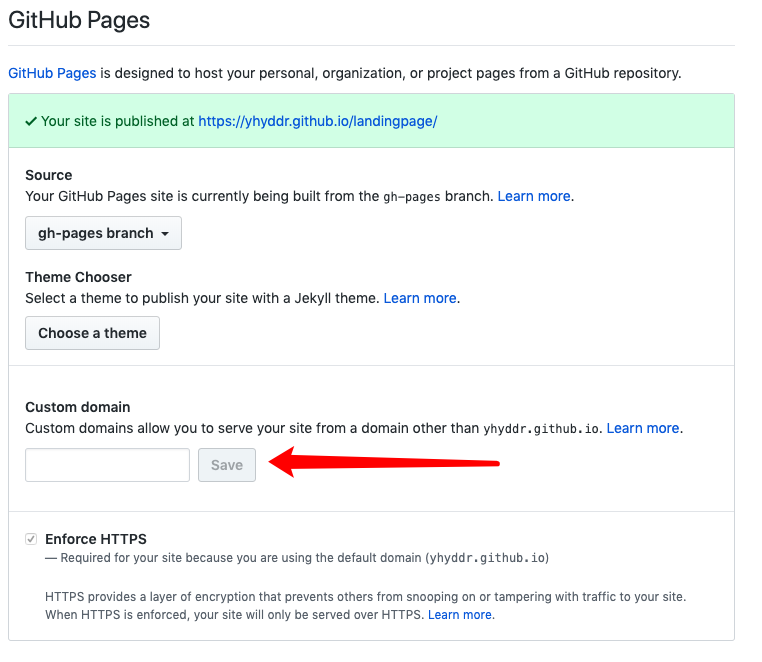 GitHub Pages
GitHub Pages is designed to host your personal, organization, or project pages from a GitHub repository.
Your site is published at https://yhyddr.github.io/landingpage/
Source
Your GitHub Pages site is currently being built from the gh-pages branch. Learn more.
gh-pages branch
Theme Chooser
Select a theme to publish your site with a Jekyll theme. Learn more.
Choose a theme
Custom domain
Custom domains allow you to serve your site from a domain other than yhyddr.github.io. Learn more.
Save
Enforce HTTPS
— Required for your site because you are using the default domain (yhyddr.github.io)
HTTPS provides a layer of encryption that prevents others from snooping on or tampering with traffic to your site.
When HTTPS is enforced, your site will only be served over HTTPS. Learn more.